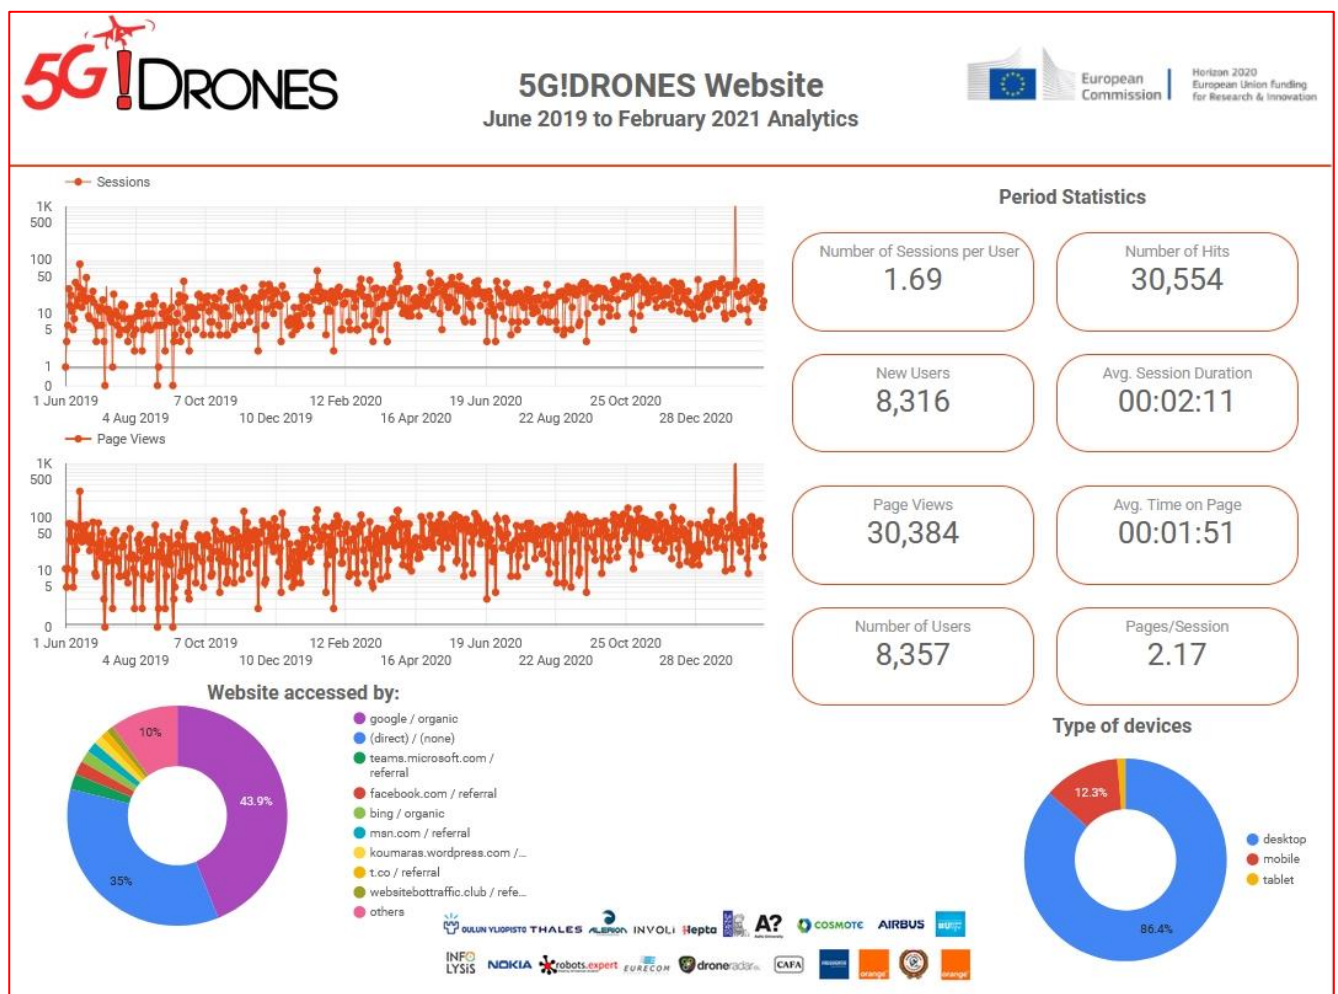 5G!DRONES
5G!DRONES Website
June 2019 to February 2021 Analytics
European
Commission
Horizon 2020
European Union funding
for Research & Innovation
Sessions
1K
500
100
50
10
5
1
0
1 Jun 2019
7 Oct 2019
12 Feb 2020
19 Jun 2020
25 Oct 2020
4 Aug 2019
10 Dec 2019
16 Apr 2020
22 Aug 2020
28 Dec 2020
Page Views
1K
500
100
50
10
5
0
1 Jun 2019
7 Oct 2019
12 Feb 2020
19 Jun 2020
25 Oct 2020
4 Aug 2019
10 Dec 2019
16 Apr 2020
22 Aug 2020
28 Dec 2020
Period Statistics
Number of Sessions per User
1.69
Number of Hits
30,554
New Users
8,316
Avg. Session Duration
00:02:11
Page Views
30,384
Avg. Time on Page
00:01:51
Number of Users
8,357
Pages/Session
2.17
Website accessed by:
10%
43.9%
35%
google / organic
(direct) / (none)
teams.microsoft.com /
referral
facebook.com / referral
bing / organic
msn.com / referral
koumaras.wordpress.com /...
t.co / referral
websitebottraffic.club / refe...
others
Type of devices
12.3%
86.4%
desktop
mobile
tablet
OULUN YLIOPISTO THALES ALERION INVOLI Hepta A? COSMOTE AIRBUS
INFO
LYSiS
NOKIA robots.expert EURECOM droneradar CAFA orange orange